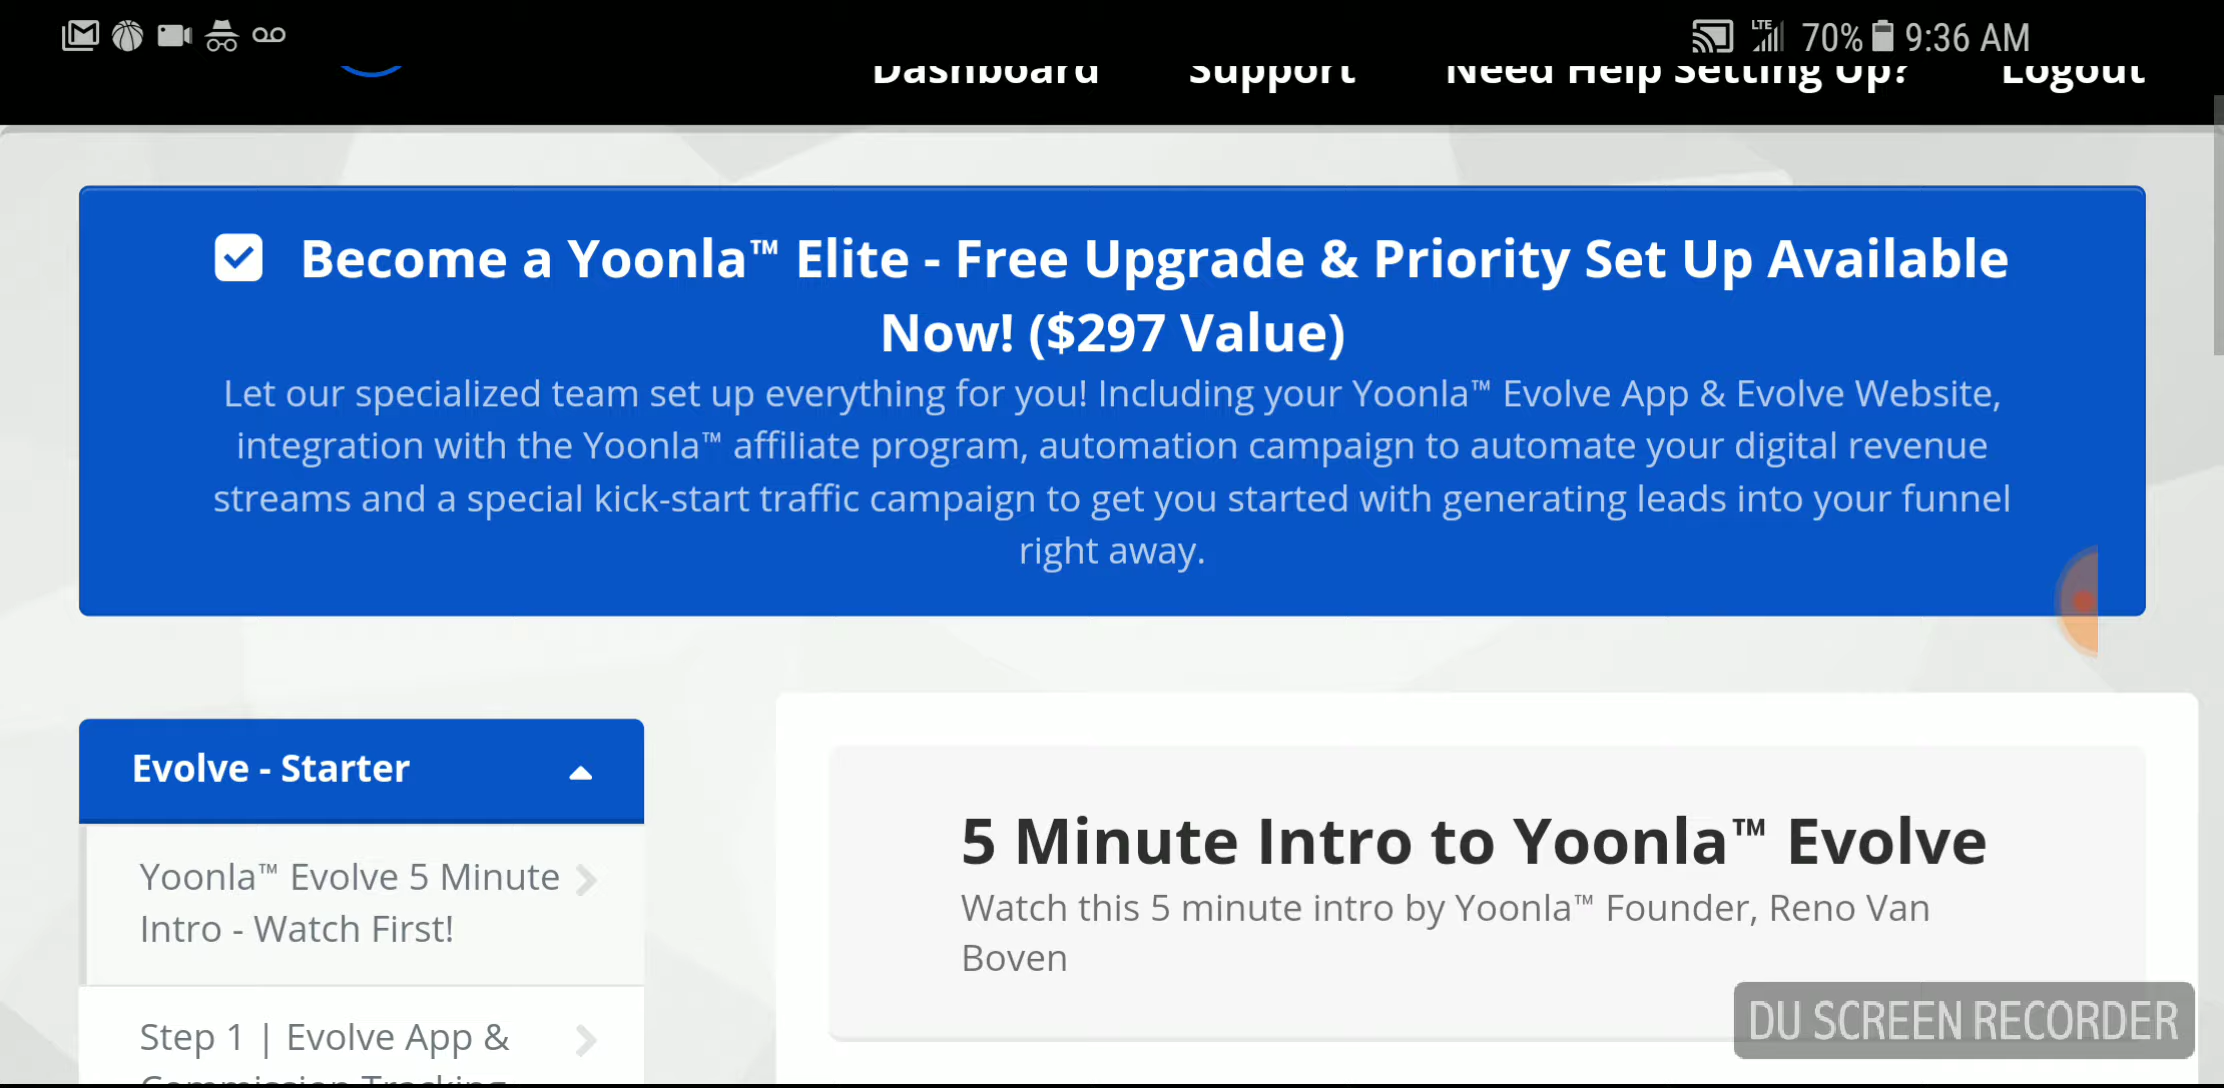 70% 9:36 AM
Dashboard Support Need Help Setting Up? Logout
Become a Yoonla™ Elite - Free Upgrade & Priority Set Up Available
Now! ($297 Value)
Let our specialized team set up everything for you! Including your Yoonla™ Evolve App & Evolve Website,
integration with the Yoonla™ affiliate program, automation campaign to automate your digital revenue
streams and a special kick-start traffic campaign to get you started with generating leads into your funnel
right away.
Evolve - Starter
Yoonla™ Evolve 5 Minute
Intro - Watch First!
Step 1 | Evolve App &
Commission Tracking
5 Minute Intro to Yoonla™ Evolve
Watch this 5 minute intro by Yoonla™ Founder, Reno Van
Boven
LTE
DU SCREEN RECORDER